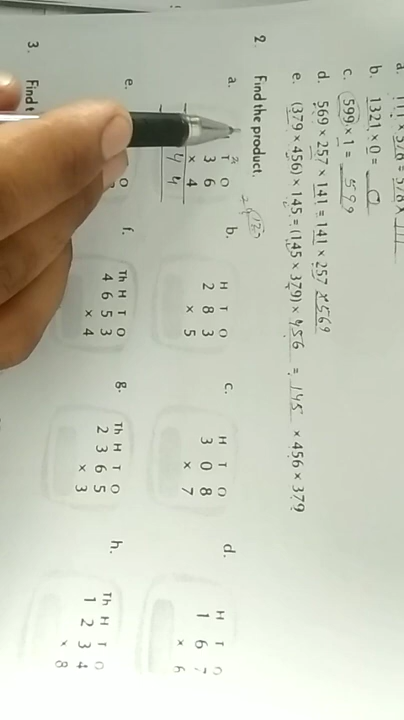 b. 1321 × 0 = 0
c. 599 × 1 = 599
d. 569 × 257 × 141 = 141 × 257 × 569
e. (379 × 456) × 145 = (145 × 379) × 456 = 145 × 456 × 379
2. Find the product.
a. T O
3 6
× 4
b. H T O
2 8 3
× 5
c. H T O
3 0 8
× 7
d. H T O
1 6
× 6
e. O
f. Th H T O
4 6 5 3
× 4
g. Th H T O
2 3 6 5
× 3
h. Th H T O
1 2 3 4
× 8
3. Find